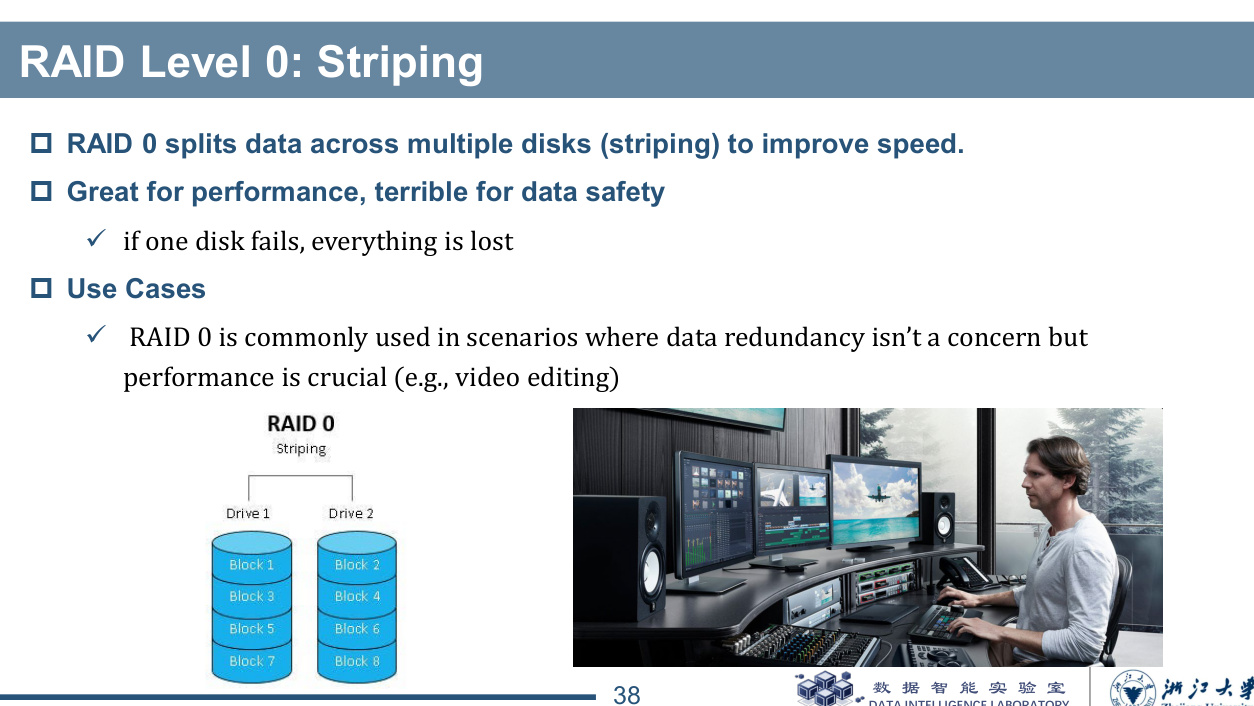 RAID Level 0: Striping
RAID 0 splits data across multiple disks (striping) to improve speed.
Great for performance, terrible for data safety
if one disk fails, everything is lost
Use Cases
RAID 0 is commonly used in scenarios where data redundancy isn’t a concern but
performance is crucial (e.g., video editing)
RAID 0
Striping
Drive 1 Drive 2
Block 1 Block 2
Block 3 Block 4
Block 5 Block 6
Block 7 Block 8
38
数据智能实验室
DATA INTELLIGENCE LABORATORY
浙江大学
Zhejiang University